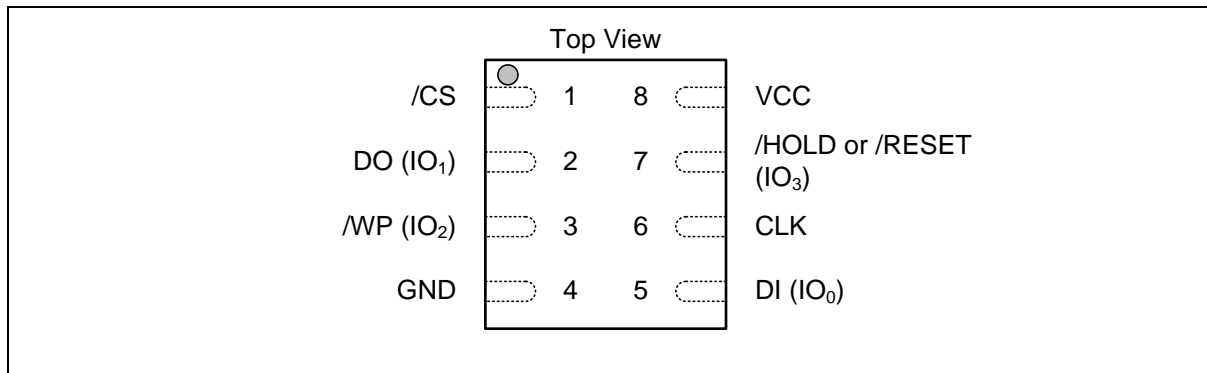 Top View
/CS 1 8 VCC
DO (IO₁) 2 7 /HOLD or /RESET
(IO₃)
/WP (IO₂) 3 6 CLK
GND 4 5 DI (IO₀)